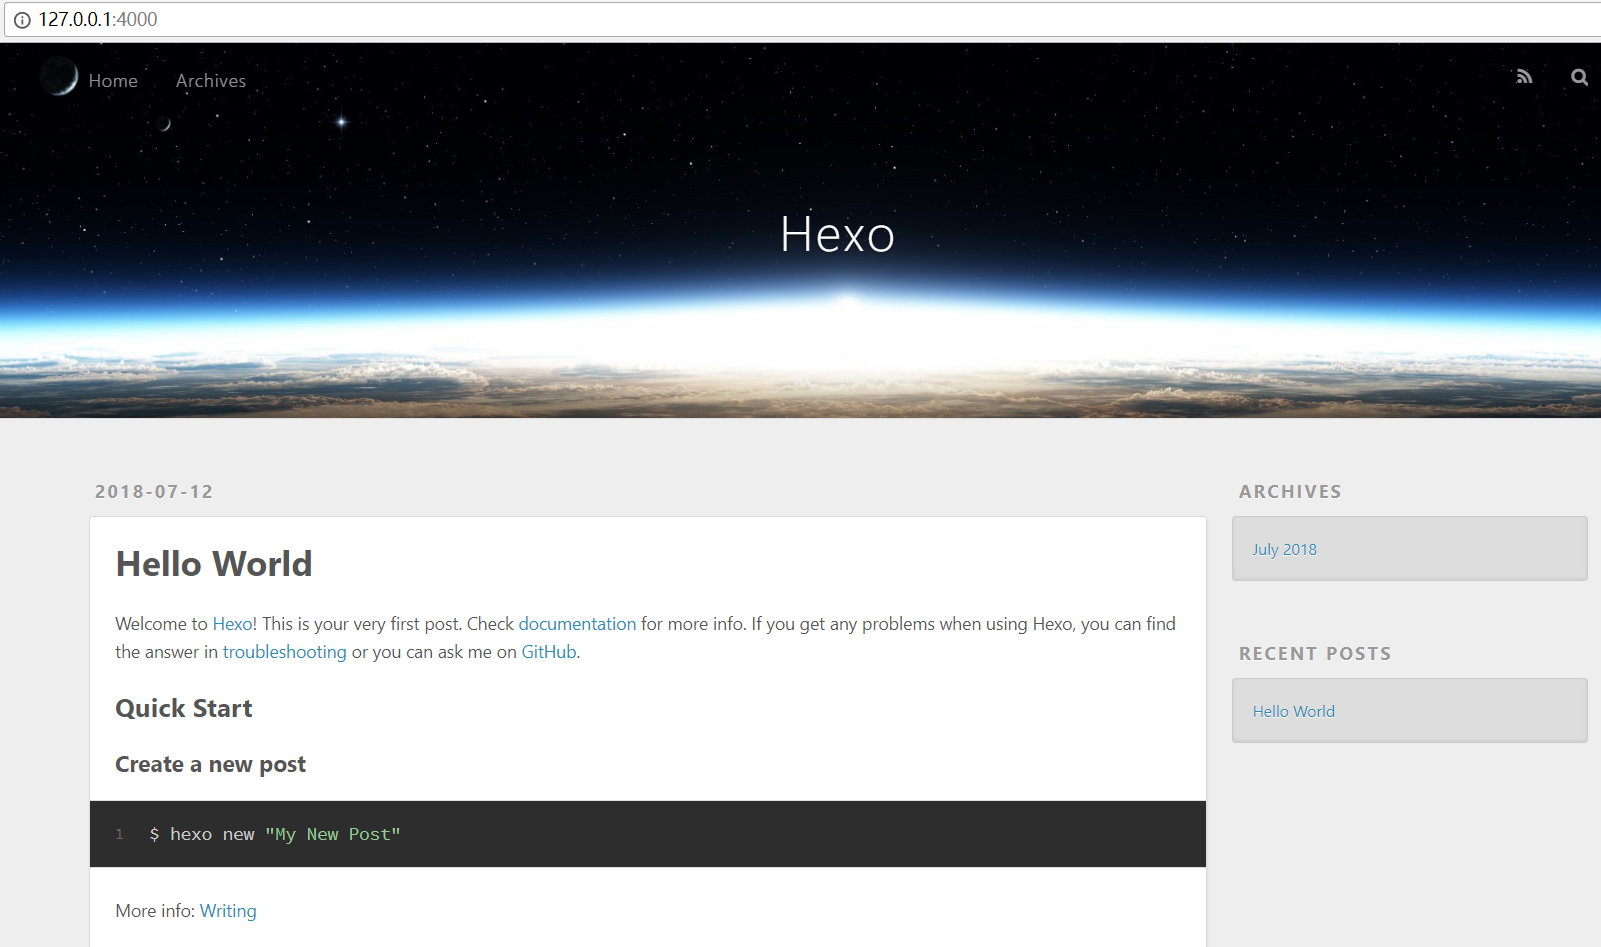 127.0.0.1:4000
Home Archives
Hexo
2018-07-12
Hello World
Welcome to Hexo! This is your very first post. Check documentation for more info. If you get any problems when using Hexo, you can find
the answer in troubleshooting or you can ask me on GitHub.
Quick Start
Create a new post
1 $ hexo new "My New Post"
More info: Writing
ARCHIVES
July 2018
RECENT POSTS
Hello World